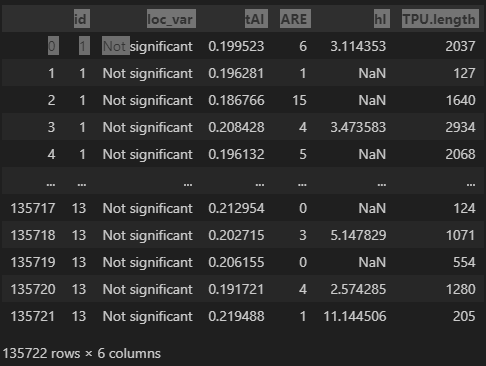 id loc_var tAI ARE hl TPU.length
0 1 Not significant 0.199523 6 3.114353 2037
1 1 Not significant 0.196281 1 NaN 127
2 1 Not significant 0.186766 15 NaN 1640
3 1 Not significant 0.208428 4 3.473583 2934
4 1 Not significant 0.196132 5 NaN 2068
... ... ... ... ... ... ...
135717 13 Not significant 0.212954 0 NaN 124
135718 13 Not significant 0.202715 3 5.147829 1071
135719 13 Not significant 0.206155 0 NaN 554
135720 13 Not significant 0.191721 4 2.574285 1280
135721 13 Not significant 0.219488 1 11.144506 205
135722 rows × 6 columns